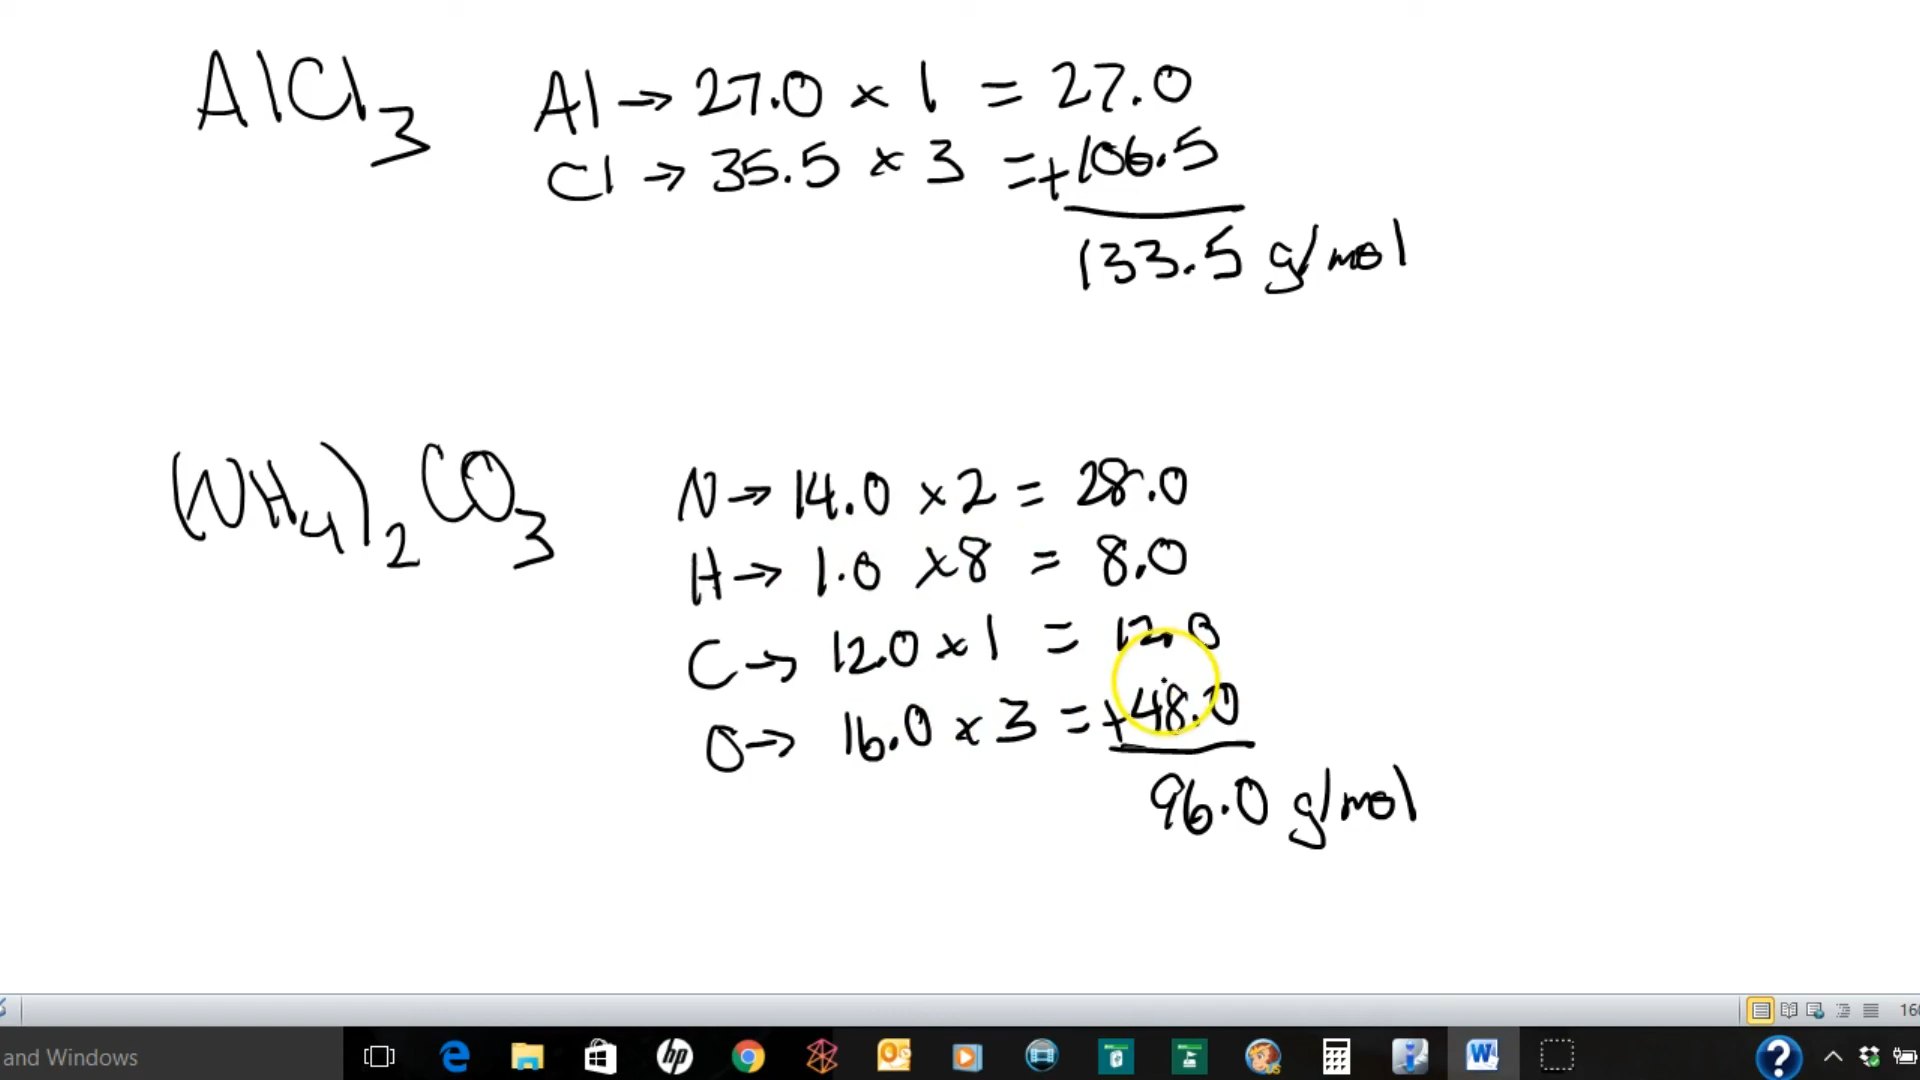 AlCl3 Al → 27.0 × 1 = 27.0
Cl → 35.5 × 3 = +106.5
133.5 g/mol
(NH4)2CO3 N → 14.0 × 2 = 28.0
H → 1.0 × 8 = 8.0
C → 12.0 × 1 = 12.0
O → 16.0 × 3 = +48.0
96.0 g/mol
160
and Windows